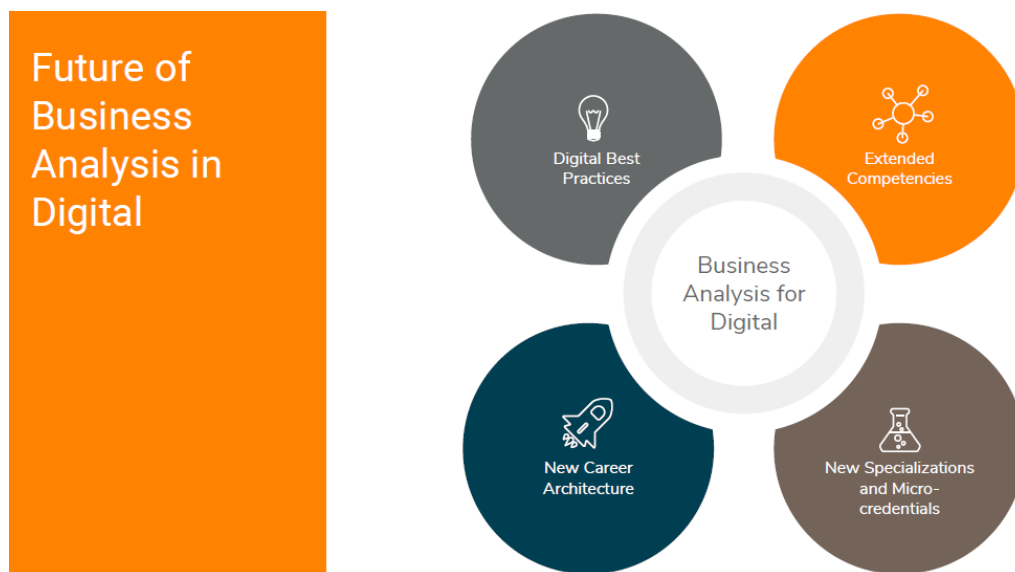 Future of
Business
Analysis in
Digital
Digital Best
Practices
Extended
Competencies
Business
Analysis for
Digital
New Career
Architecture
New Specializations
and Micro-
credentials